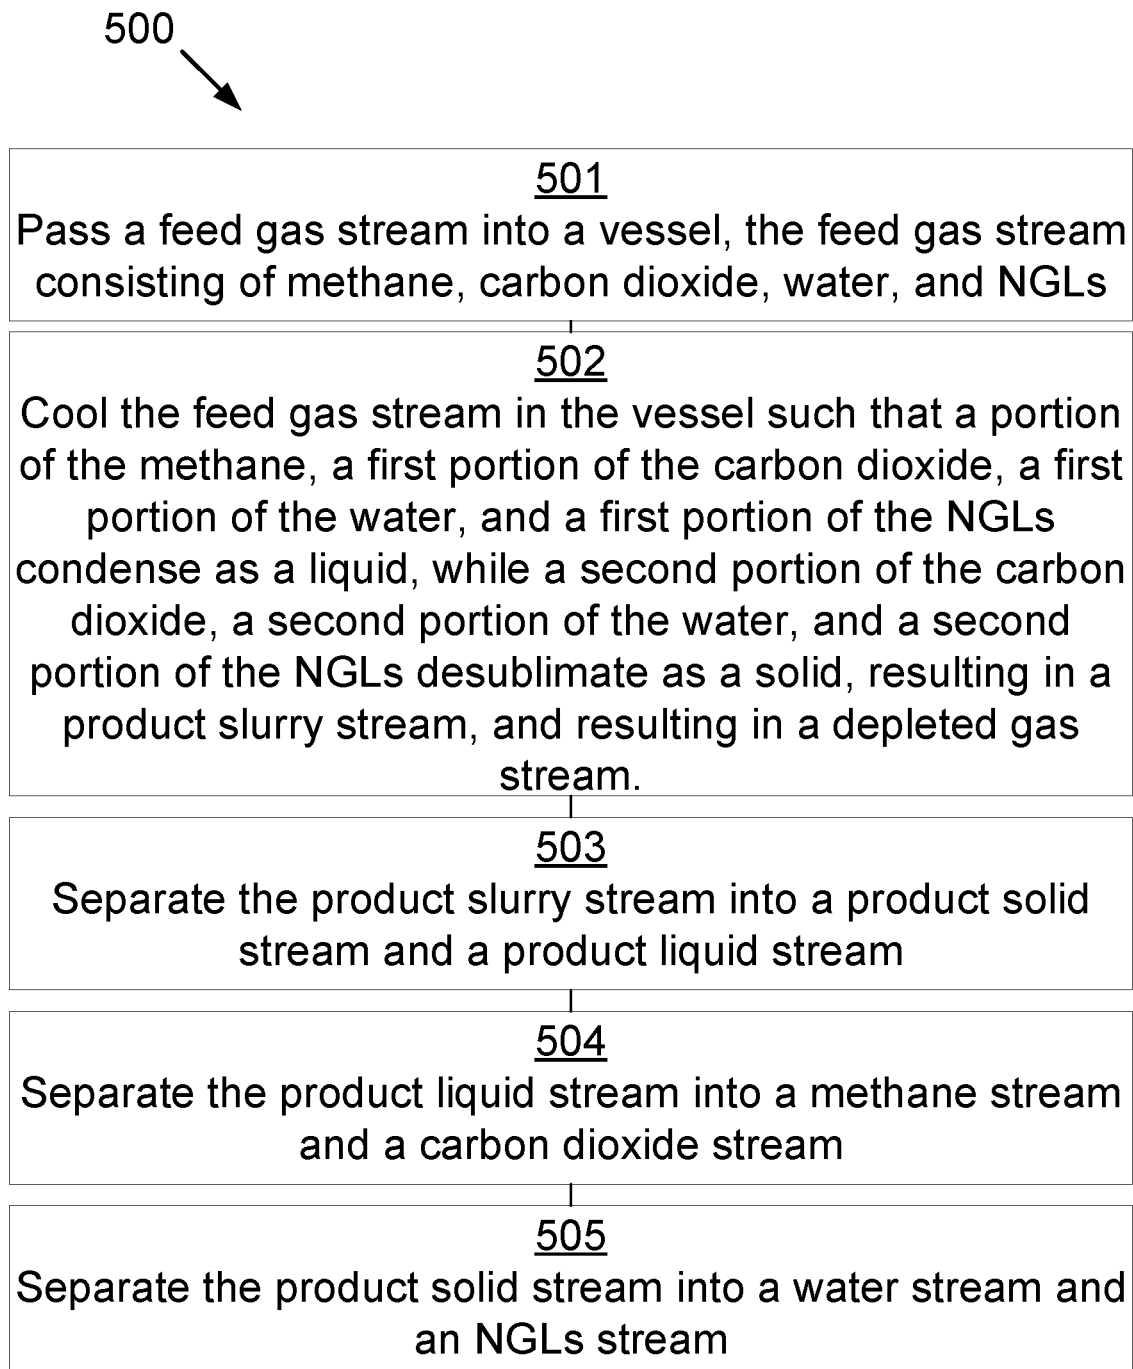 500
501
Pass a feed gas stream into a vessel, the feed gas stream
consisting of methane, carbon dioxide, water, and NGLs
502
Cool the feed gas stream in the vessel such that a portion
of the methane, a first portion of the carbon dioxide, a first
portion of the water, and a first portion of the NGLs
condense as a liquid, while a second portion of the carbon
dioxide, a second portion of the water, and a second
portion of the NGLs desublimate as a solid, resulting in a
product slurry stream, and resulting in a depleted gas
stream.
503
Separate the product slurry stream into a product solid
stream and a product liquid stream
504
Separate the product liquid stream into a methane stream
and a carbon dioxide stream
505
Separate the product solid stream into a water stream and
an NGLs stream